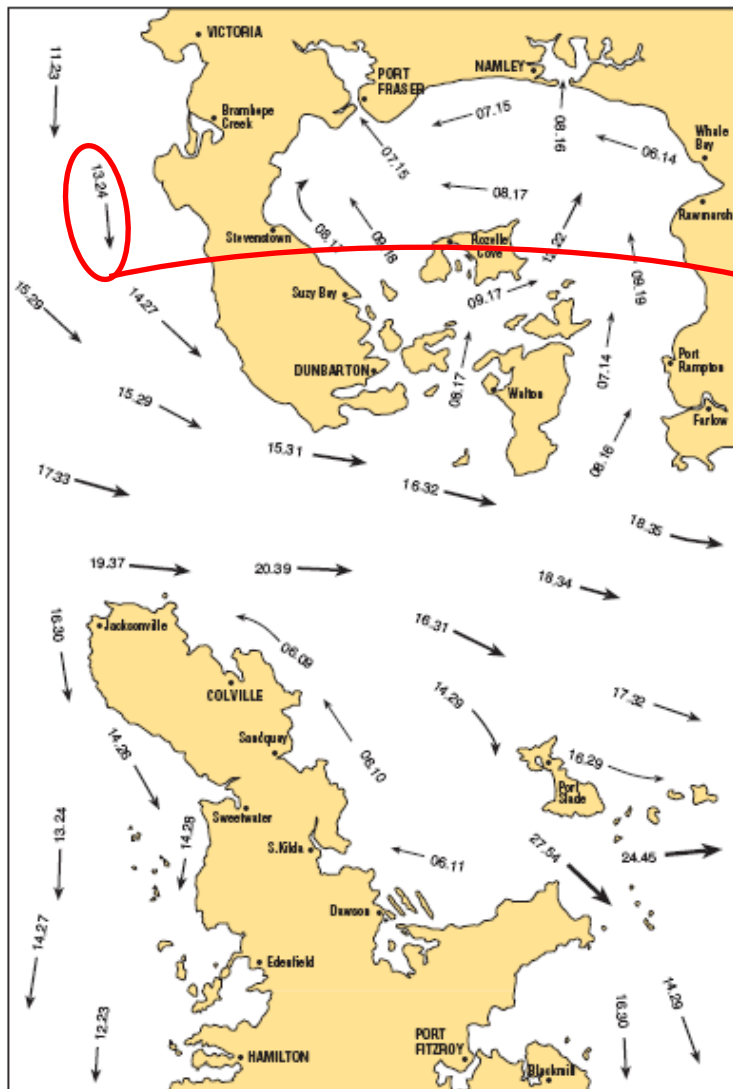 VICTORIA
11.23
PORT
FRASER
NAMLEY
Bramhope
Creek
07.15
08.16
Whale
Bay
06.14
07.15
13.24
08.17
Rawmarsh
Stevenstown
09.18
Rozelle
Cove
09.19
09.17
15.29
14.27
Suzy Bay
DUNBARTON
08.17
Walton
07.14
Port
Rampton
Farlow
15.29
15.31
08.16
17.33
16.32
18.35
19.37
20.39
18.34
16.30
Jacksonville
06.09
16.31
COLVILLE
14.29
17.32
14.26
Sandquay
06.10
16.29
Port
Slade
13.24
Sweetwater
14.28
S.Kilda
06.11
27.54
24.45
Dawson
14.27
Edenfield
14.29
12.23
HAMILTON
PORT
FITZROY
16.30
Blackmill